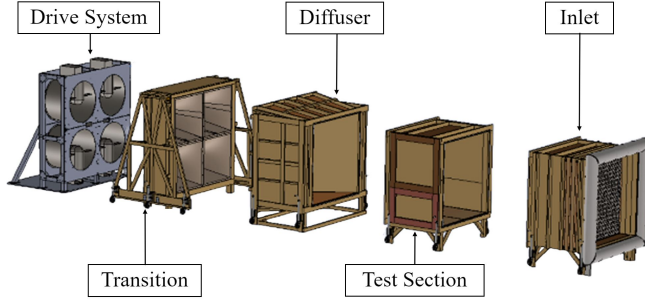 Drive System
Diffuser
Inlet
Transition
Test Section